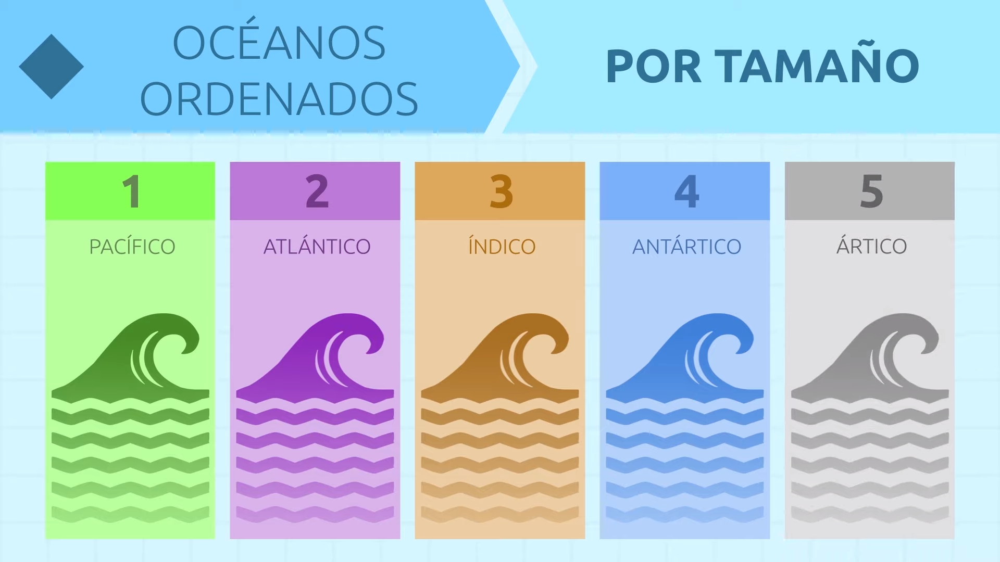 OCÉANOS
ORDENADOS
POR TAMAÑO
1
PACÍFICO
2
ATLÁNTICO
3
ÍNDICO
4
ANTÁRTICO
5
ÁRTICO